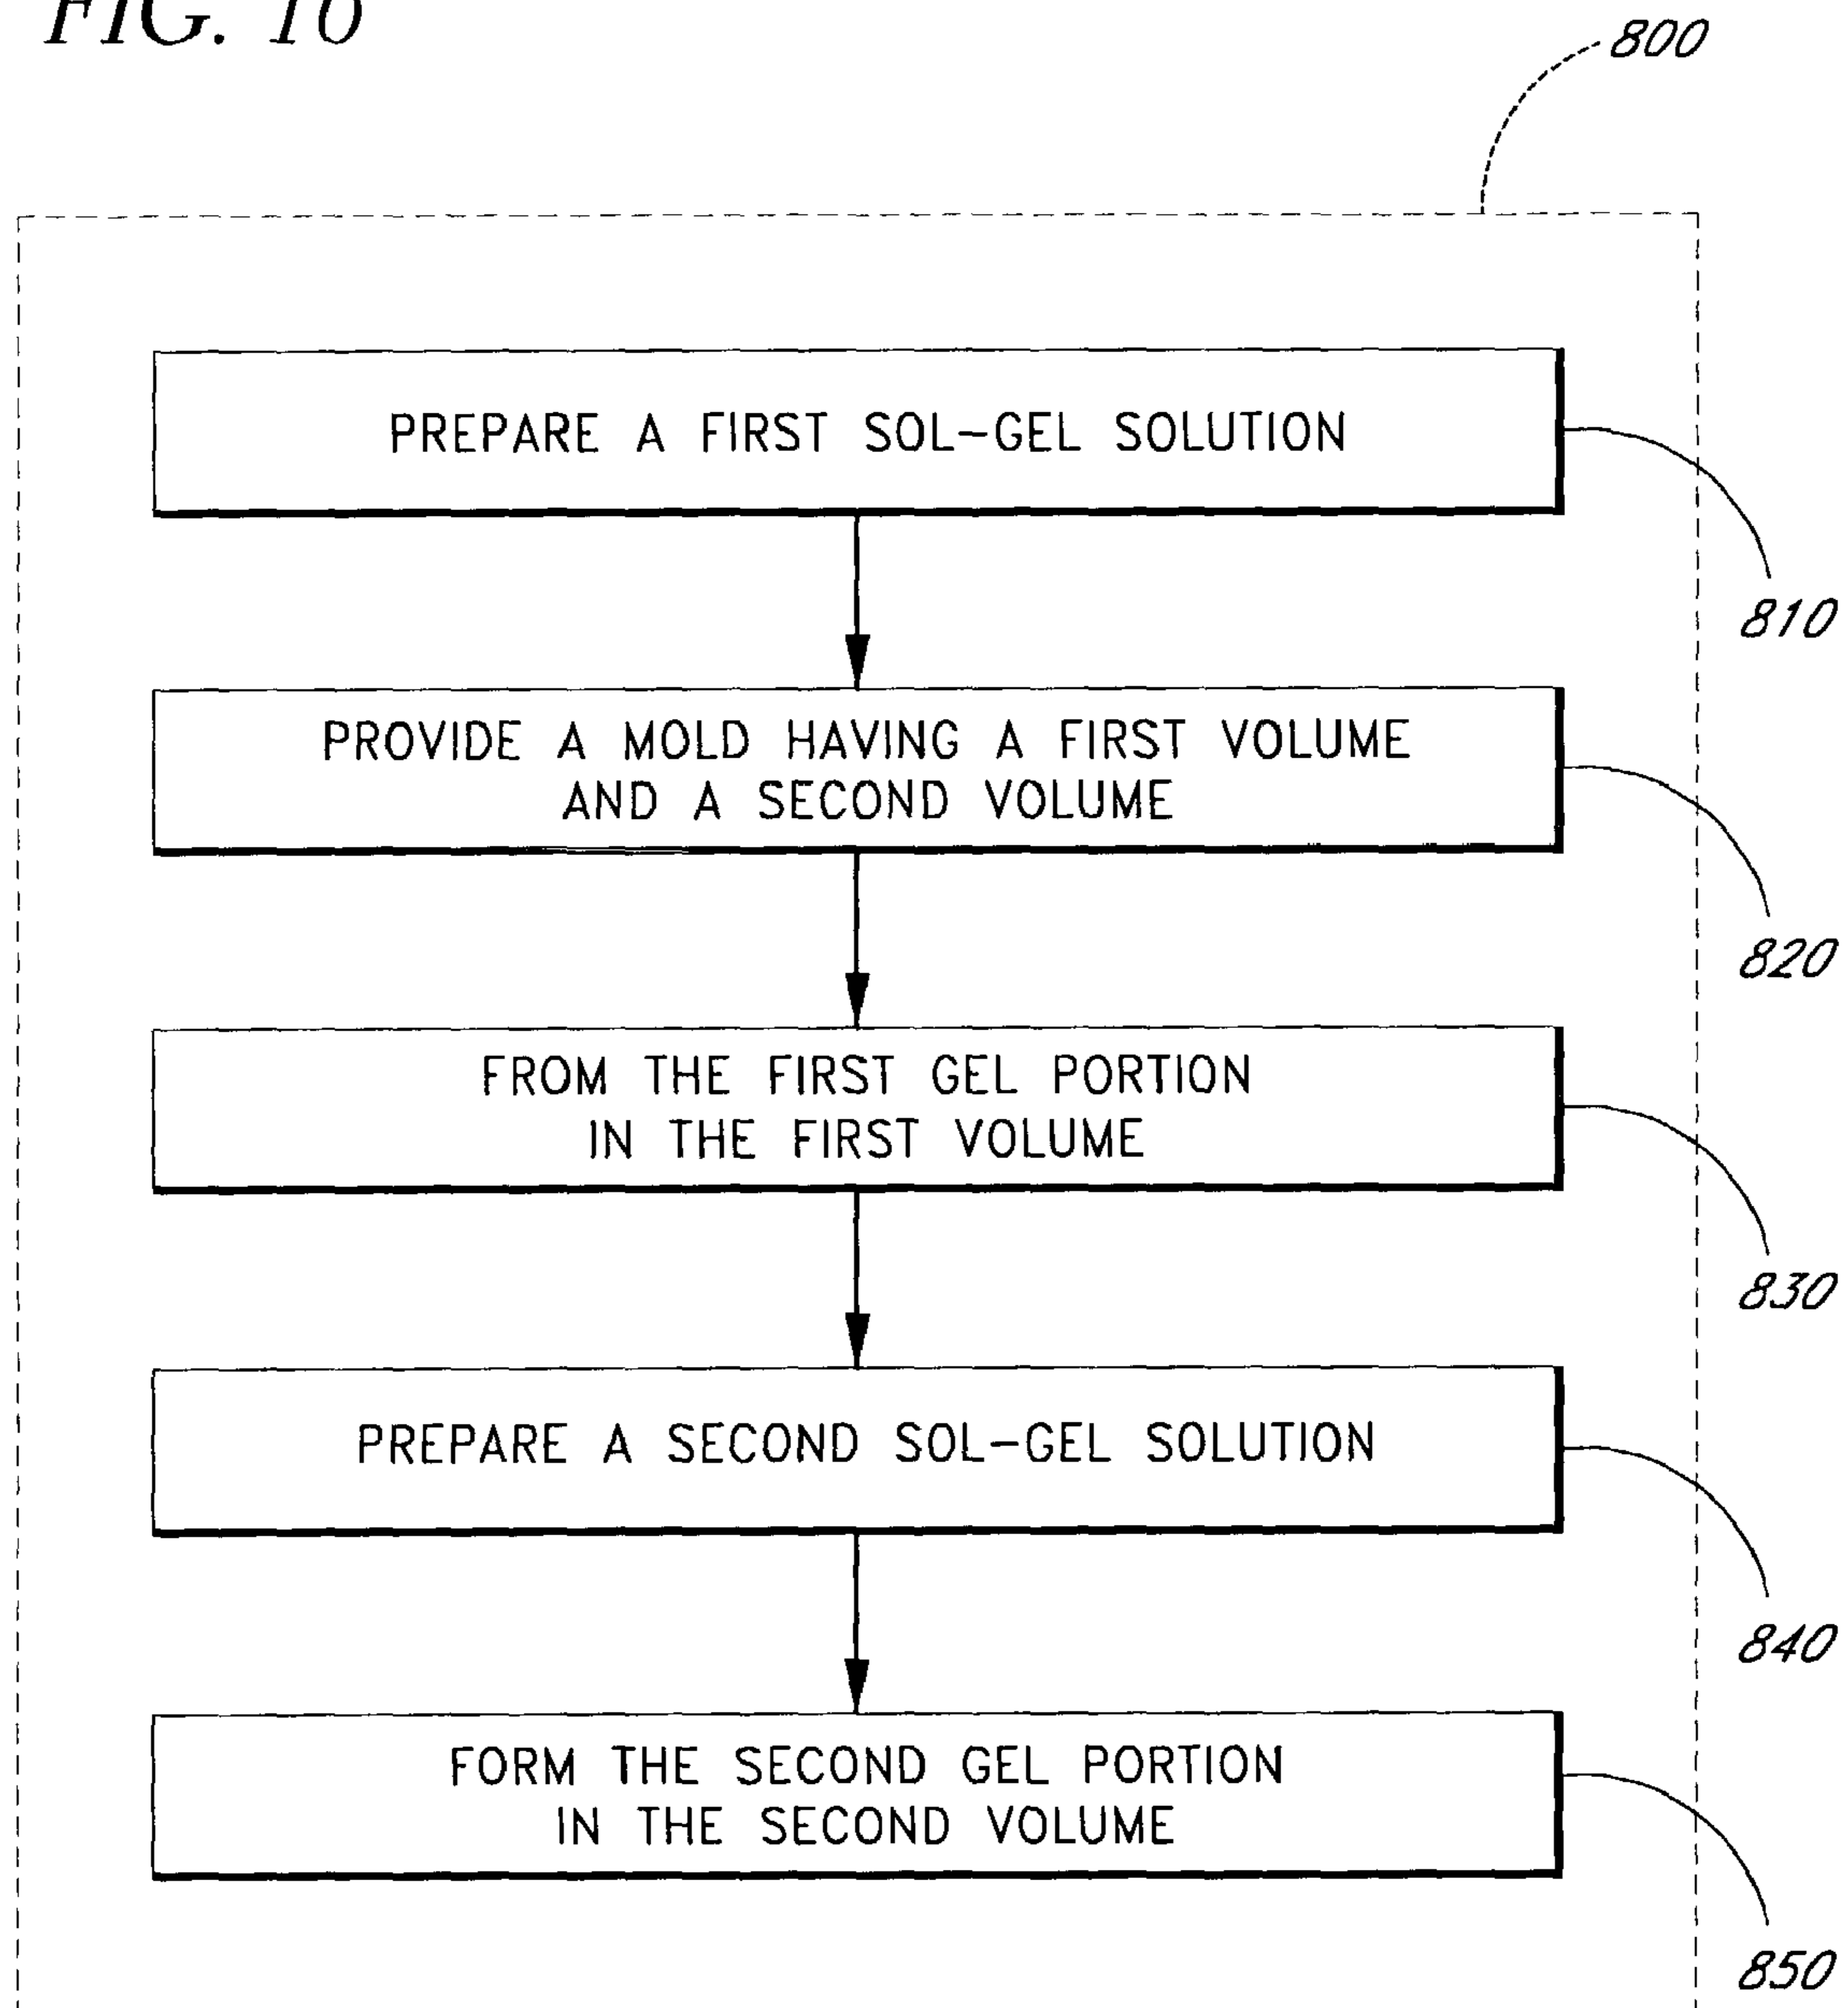 FIG. 10
800
PREPARE A FIRST SOL-GEL SOLUTION
810
PROVIDE A MOLD HAVING A FIRST VOLUME
AND A SECOND VOLUME
820
FROM THE FIRST GEL PORTION
IN THE FIRST VOLUME
830
PREPARE A SECOND SOL-GEL SOLUTION
840
FORM THE SECOND GEL PORTION
IN THE SECOND VOLUME
850